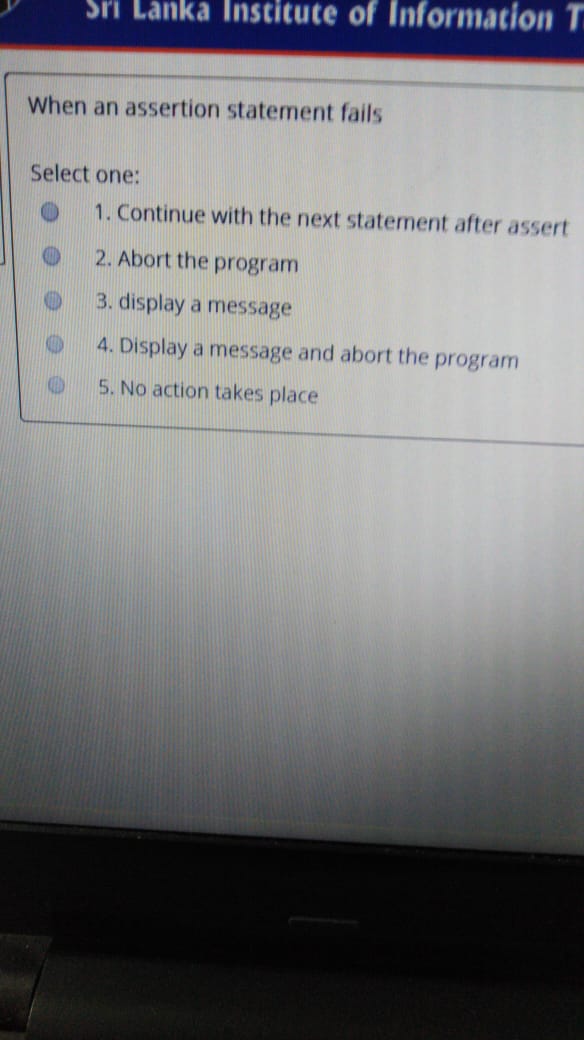 Sri Lanka Institute of Information T
When an assertion statement fails
Select one:
1. Continue with the next statement after assert
2. Abort the program
3. display a message
4. Display a message and abort the program
5. No action takes place